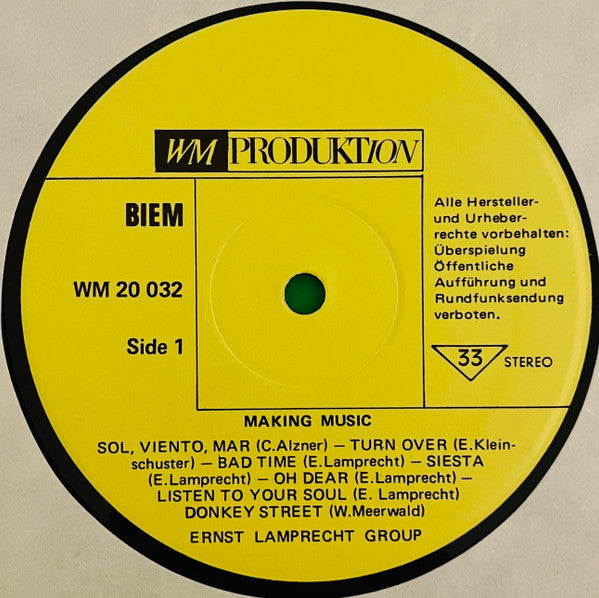 WM PRODUKTION
BIEM
WM 20 032
Side 1
Alle Hersteller-
und Urheber-
rechte vorbehalten:
Überspielung
Öffentliche
Aufführung und
Rundfunksendung
verboten.
33 STEREO
MAKING MUSIC
SOL, VIENTO, MAR (C.Alzner) – TURN OVER (E.Klein-
schuster) – BAD TIME (E.Lamprecht) – SIESTA
(E.Lamprecht) – OH DEAR (E.Lamprecht) –
LISTEN TO YOUR SOUL (E. Lamprecht)
DONKEY STREET (W.Meerwald)
ERNST LAMPRECHT GROUP